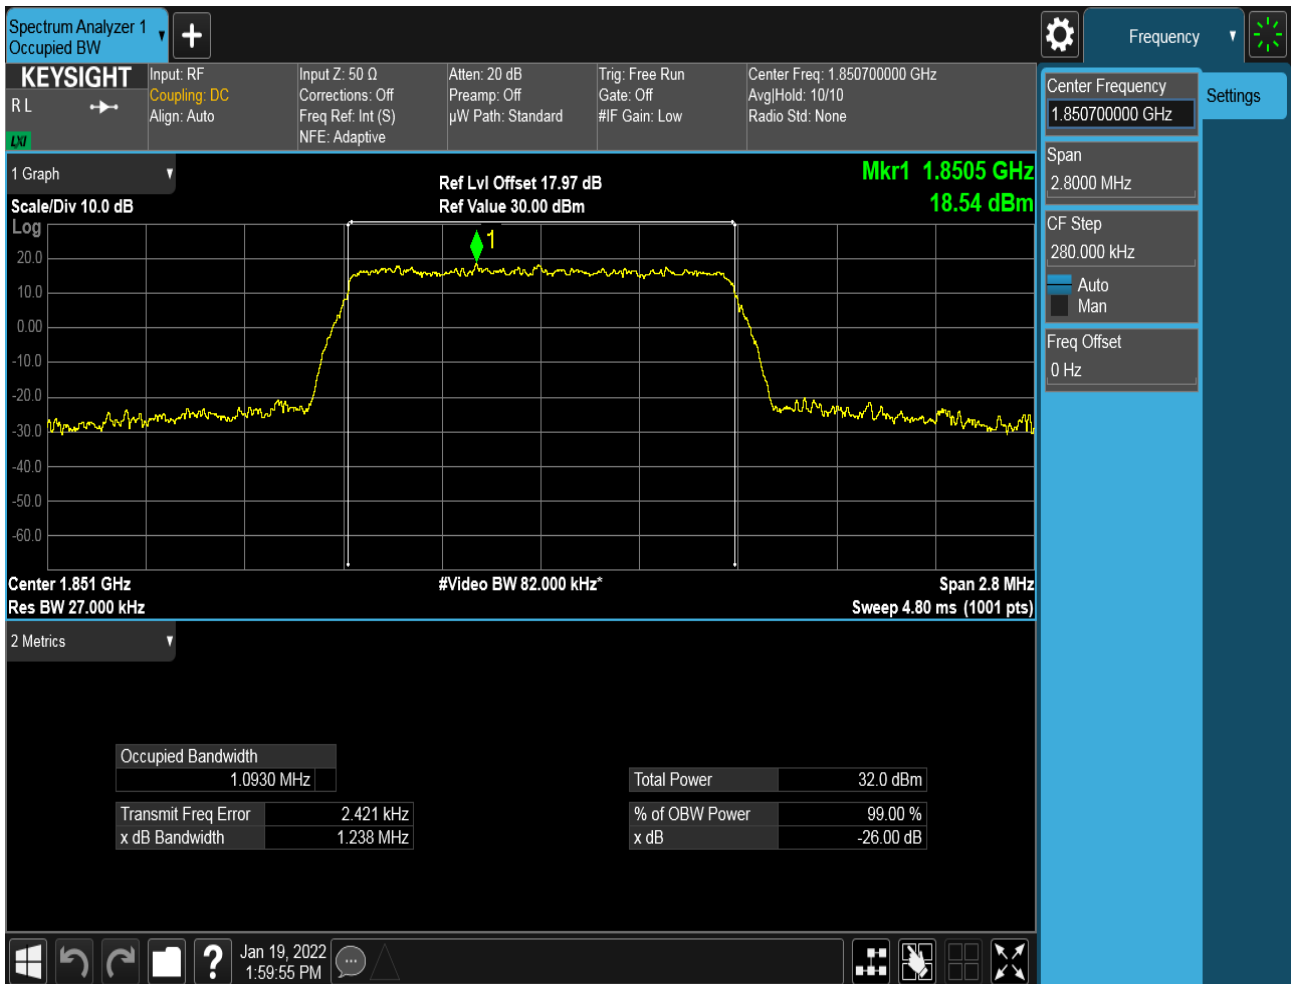 Spectrum Analyzer 1
Occupied BW
Frequency
KEYSIGHT
R L
LXI
Input: RF
Coupling: DC
Align: Auto
Input Z: 50 Ω
Corrections: Off
Freq Ref: Int (S)
NFE: Adaptive
Atten: 20 dB
Preamp: Off
µW Path: Standard
Trig: Free Run
Gate: Off
#IF Gain: Low
Center Freq: 1.850700000 GHz
Avg|Hold: 10/10
Radio Std: None
Center Frequency
1.850700000 GHz
Settings
Span
2.8000 MHz
CF Step
280.000 kHz
Auto
Man
Freq Offset
0 Hz
1 Graph
Scale/Div 10.0 dB
Ref Lvl Offset 17.97 dB
Ref Value 30.00 dBm
Mkr1 1.8505 GHz
18.54 dBm
Log
20.0
10.0
0.00
-10.0
-20.0
-30.0
-40.0
-50.0
-60.0
1
Center 1.851 GHz
Res BW 27.000 kHz
#Video BW 82.000 kHz*
Span 2.8 MHz
Sweep 4.80 ms (1001 pts)
2 Metrics
Occupied Bandwidth
1.0930 MHz
Total Power 32.0 dBm
Transmit Freq Error 2.421 kHz
% of OBW Power 99.00 %
x dB Bandwidth 1.238 MHz
x dB -26.00 dB
?
Jan 19, 2022
1:59:55 PM